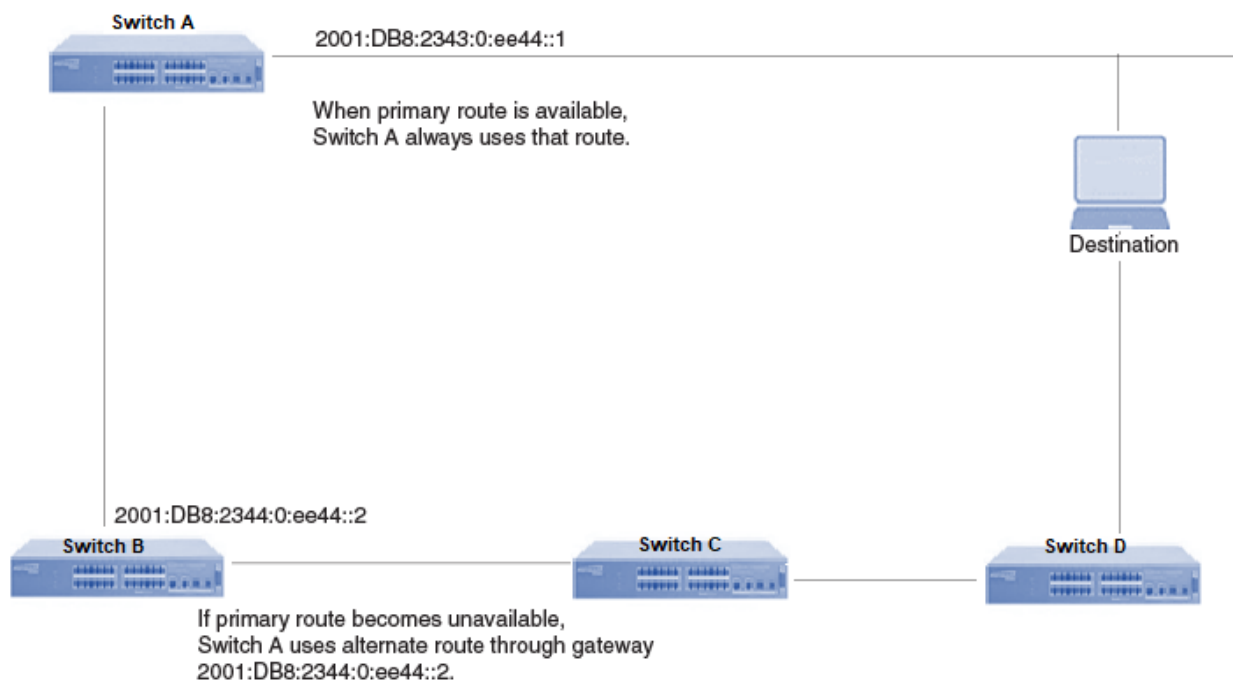 Switch A
2001:DB8:2343:0:ee44::1
When primary route is available,
Switch A always uses that route.
Destination
2001:DB8:2344:0:ee44::2
Switch B
Switch C
Switch D
If primary route becomes unavailable,
Switch A uses alternate route through gateway
2001:DB8:2344:0:ee44::2.